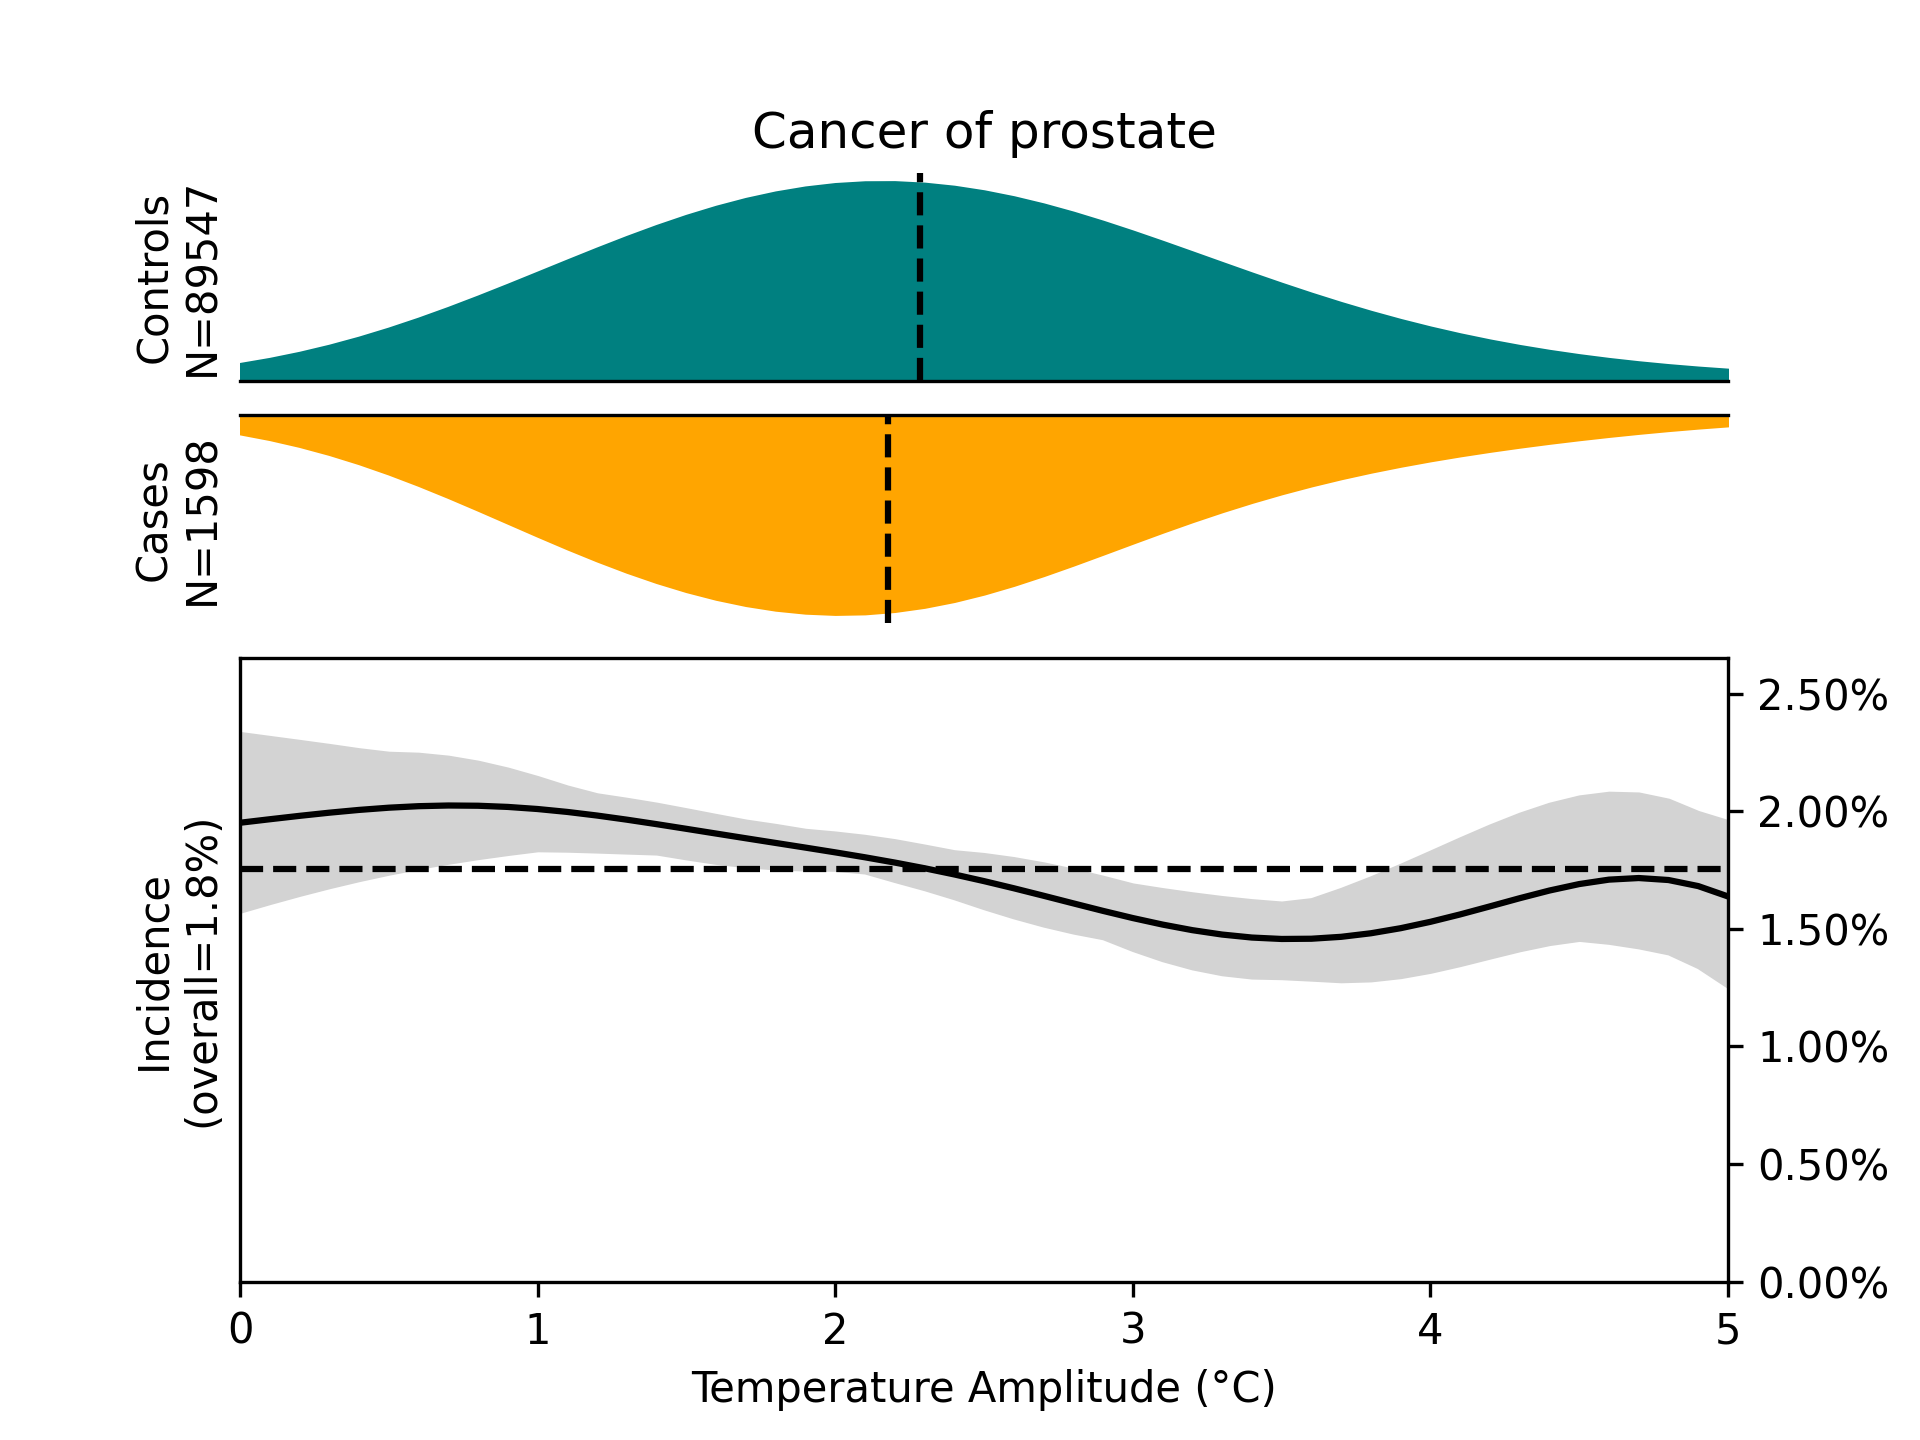 Cancer of prostate
Controls
N=89547
Cases
N=1598
Incidence
(overall=1.8%)
2.50%
2.00%
1.50%
1.00%
0.50%
0.00%
0 1 2 3 4 5
Temperature Amplitude (°C)